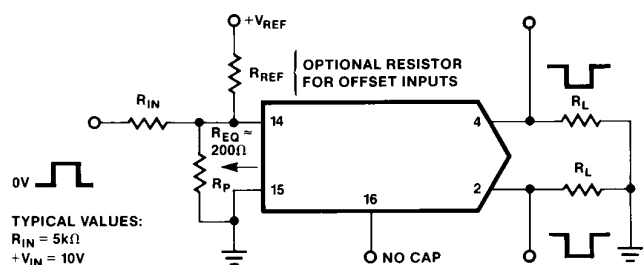 +VREF
RREF
OPTIONAL RESISTOR
FOR OFFSET INPUTS
RIN
REQ ≈
200Ω
14
4
RL
RP
0V
15
16
2
RL
TYPICAL VALUES:
RIN = 5kΩ
+VIN = 10V
NO CAP